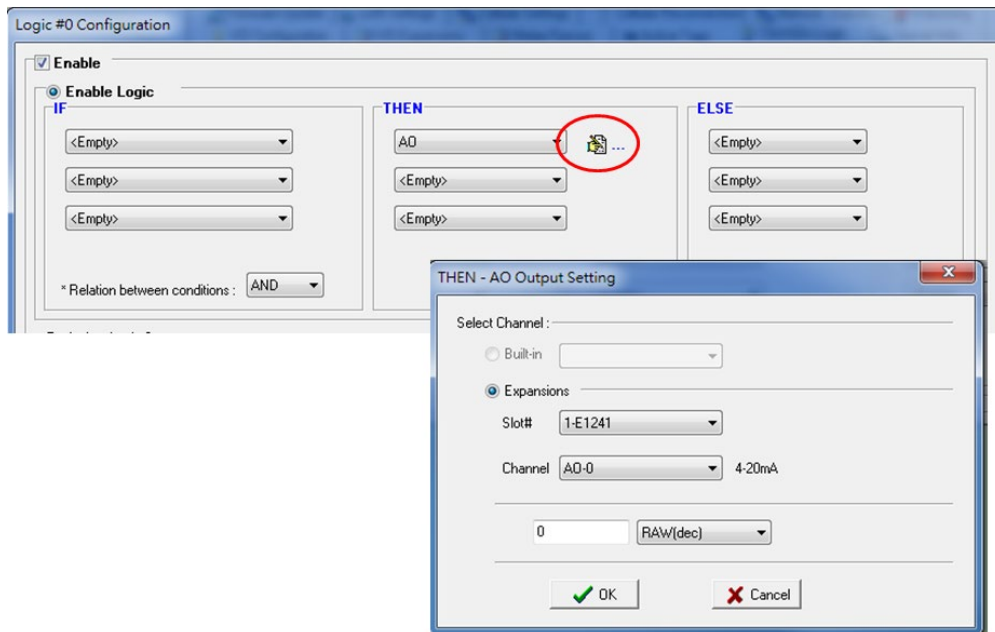 Logic #0 Configuration
Enable
Enable Logic
IF
THEN
ELSE
<Empty>
AO
...
<Empty>
<Empty>
<Empty>
<Empty>
<Empty>
<Empty>
<Empty>
* Relation between conditions :
AND
THEN - AO Output Setting
Select Channel :
Built-in
Expansions
Slot#
1-E1241
Channel
AO-0
4-20mA
0
RAW(dec)
OK
Cancel